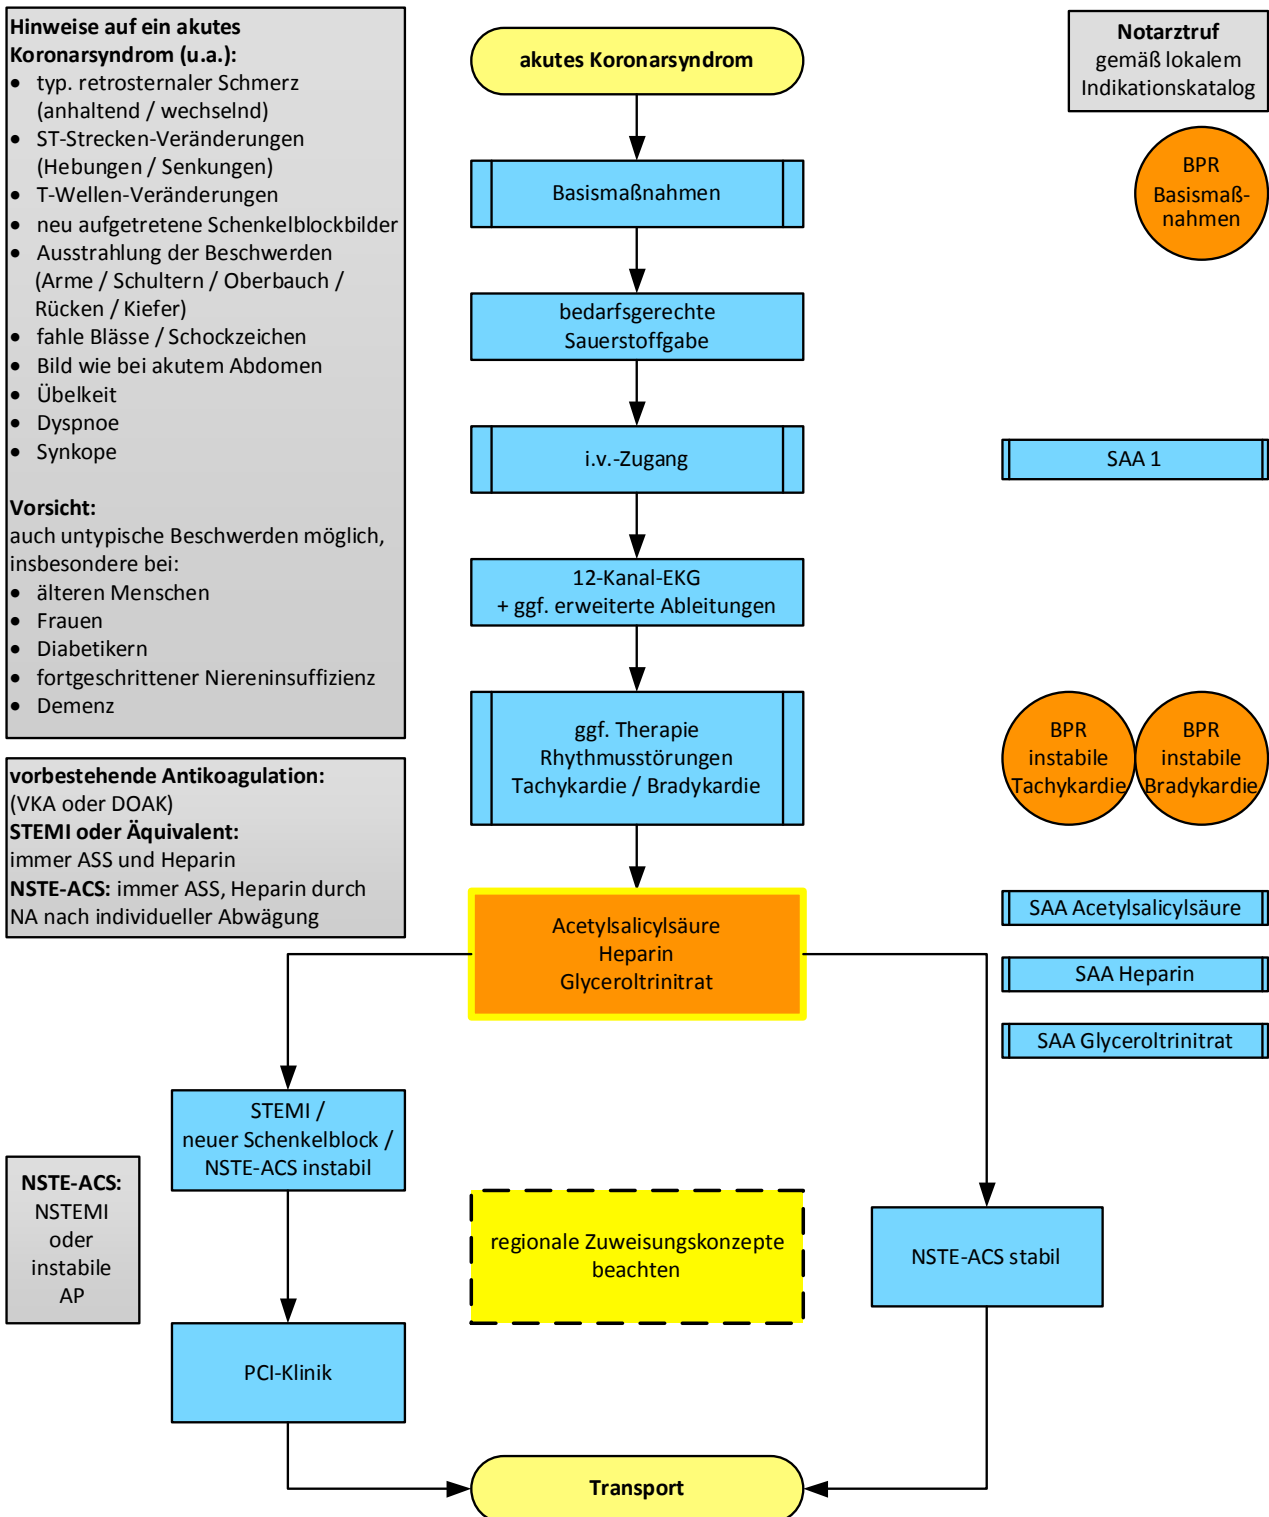 Hinweise auf ein akutes
Koronarsyndrom (u.a.):
• typ. retrosternaler Schmerz
(anhaltend / wechselnd)
• ST-Strecken-Veränderungen
(Hebungen / Senkungen)
• T-Wellen-Veränderungen
• neu aufgetretene Schenkelblockbilder
• Ausstrahlung der Beschwerden
(Arme / Schultern / Oberbauch /
Rücken / Kiefer)
• fahle Blässe / Schockzeichen
• Bild wie bei akutem Abdomen
• Übelkeit
• Dyspnoe
• Synkope
Vorsicht:
auch untypische Beschwerden möglich,
insbesondere bei:
• älteren Menschen
• Frauen
• Diabetikern
• fortgeschrittener Niereninsuffizienz
• Demenz
vorbestehende Antikoagulation:
(VKA oder DOAK)
STEMI oder Äquivalent:
immer ASS und Heparin
NSTE-ACS: immer ASS, Heparin durch
NA nach individueller Abwägung
NSTE-ACS:
NSTEMI
oder
instabile
AP
akutes Koronarsyndrom
Basismaßnahmen
bedarfsgerechte
Sauerstoffgabe
i.v.-Zugang
12-Kanal-EKG
+ ggf. erweiterte Ableitungen
ggf. Therapie
Rhythmusstörungen
Tachykardie / Bradykardie
Acetylsalicylsäure
Heparin
Glyceroltrinitrat
STEMI /
neuer Schenkelblock /
NSTE-ACS instabil
PCI-Klinik
regionale Zuweisungskonzepte
beachten
NSTE-ACS stabil
Transport
Notarztruf
gemäß lokalem
Indikationskatalog
BPR
Basismaß-
nahmen
SAA 1
BPR
instabile
Tachykardie
BPR
instabile
Bradykardie
SAA Acetylsalicylsäure
SAA Heparin
SAA Glyceroltrinitrat